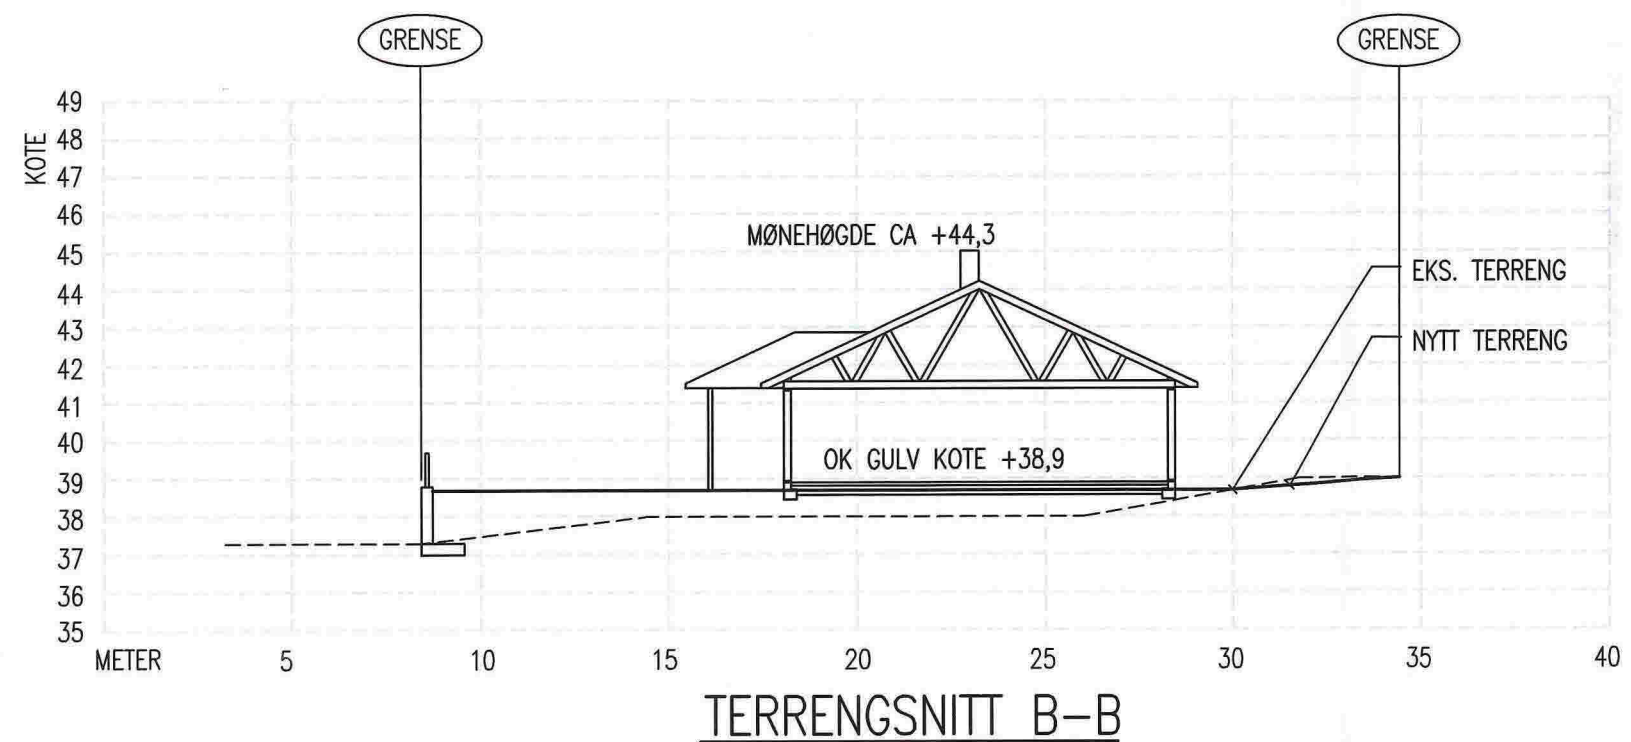 GRENSE GRENSE
49
KOTE
48
47
46
MØNEHØGDE CA +44,3
45
EKS. TERRENG
44
43
NYTT TERRENG
42
41
40
OK GULV KOTE +38,9
39
38
37
36
35
METER 5 10 15 20 25 30 35 40
TERRENGSNITT B-B